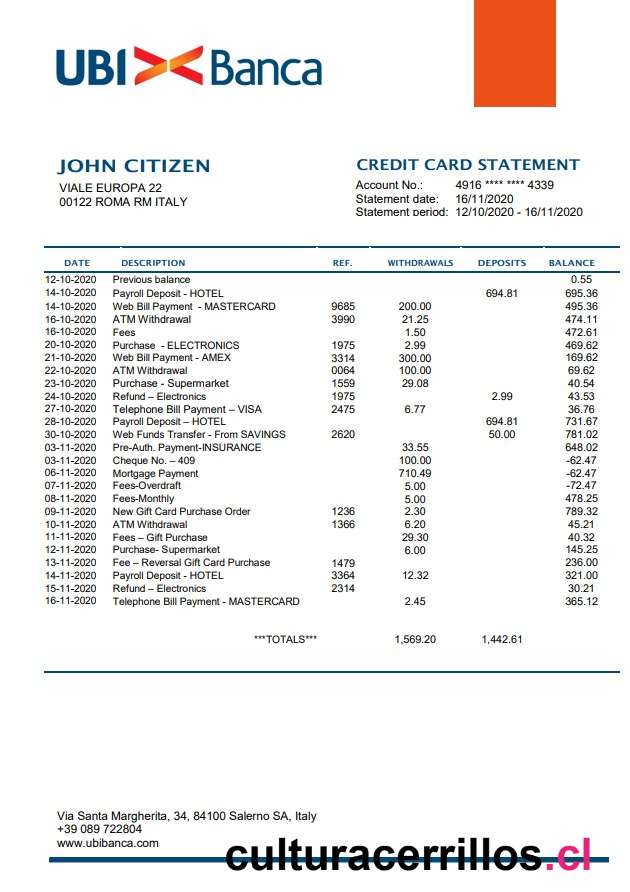 UBI Banca
JOHN CITIZEN
VIALE EUROPA 22
00122 ROMA RM ITALY
CREDIT CARD STATEMENT
Account No.: 4916 **** **** 4339
Statement date: 16/11/2020
Statement period: 12/10/2020 - 16/11/2020
DATE DESCRIPTION REF. WITHDRAWALS DEPOSITS BALANCE
12-10-2020 Previous balance 0.55
14-10-2020 Payroll Deposit - HOTEL 694.81 695.36
14-10-2020 Web Bill Payment - MASTERCARD 9685 200.00 495.36
16-10-2020 ATM Withdrawal 3990 21.25 474.11
16-10-2020 Fees 1.50 472.61
20-10-2020 Purchase - ELECTRONICS 1975 2.99 469.62
21-10-2020 Web Bill Payment - AMEX 3314 300.00 169.62
22-10-2020 ATM Withdrawal 0064 100.00 69.62
23-10-2020 Purchase - Supermarket 1559 29.08 40.54
24-10-2020 Refund – Electronics 1975 2.99 43.53
27-10-2020 Telephone Bill Payment – VISA 2475 6.77 36.76
28-10-2020 Payroll Deposit – HOTEL 694.81 731.67
30-10-2020 Web Funds Transfer - From SAVINGS 2620 50.00 781.02
03-11-2020 Pre-Auth. Payment-INSURANCE 33.55 648.02
03-11-2020 Cheque No. – 409 100.00 -62.47
06-11-2020 Mortgage Payment 710.49 -62.47
07-11-2020 Fees-Overdraft 5.00 -72.47
08-11-2020 Fees-Monthly 5.00 478.25
09-11-2020 New Gift Card Purchase Order 1236 2.30 789.32
10-11-2020 ATM Withdrawal 1366 6.20 45.21
11-11-2020 Fees – Gift Purchase 29.30 40.32
12-11-2020 Purchase- Supermarket 6.00 145.25
13-11-2020 Fee – Reversal Gift Card Purchase 1479 236.00
14-11-2020 Payroll Deposit - HOTEL 3364 12.32 321.00
15-11-2020 Refund – Electronics 2314 30.21
16-11-2020 Telephone Bill Payment - MASTERCARD 2.45 365.12
***TOTALS*** 1,569.20 1,442.61
Via Santa Margherita, 34, 84100 Salerno SA, Italy
+39 089 722804
www.ubibanca.com
culturacerrillos.cl